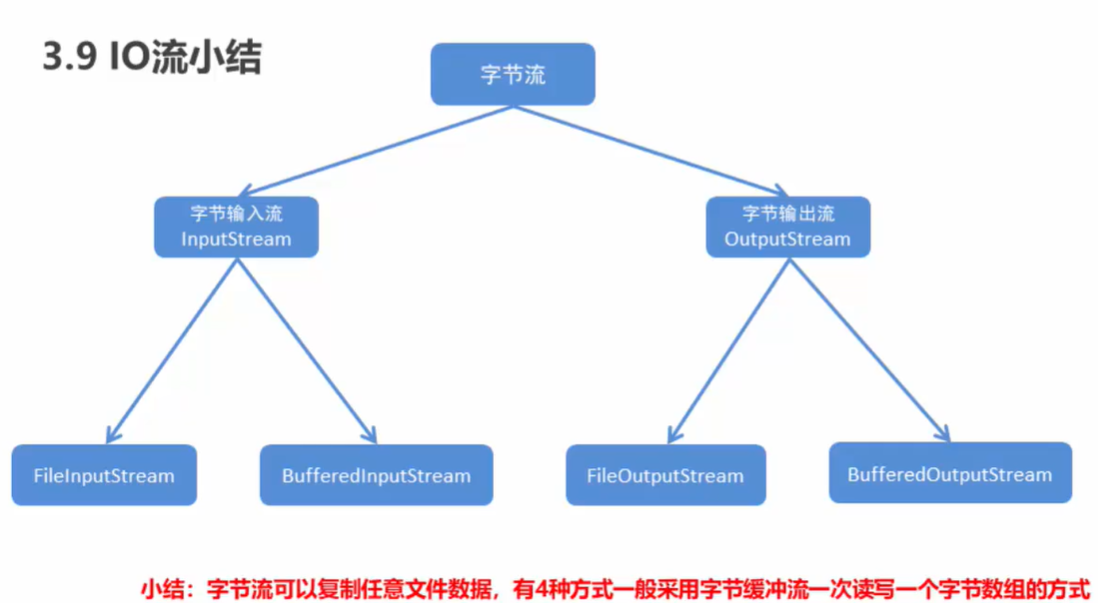 3.9 IO流小结
字节流
字节输入流
InputStream
字节输出流
OutputStream
FileInputStream
BufferedInputStream
FileOutputStream
BufferedOutputStream
小结：字节流可以复制任意文件数据，有4种方式一般采用字节缓冲流一次读写一个字节数组的方式